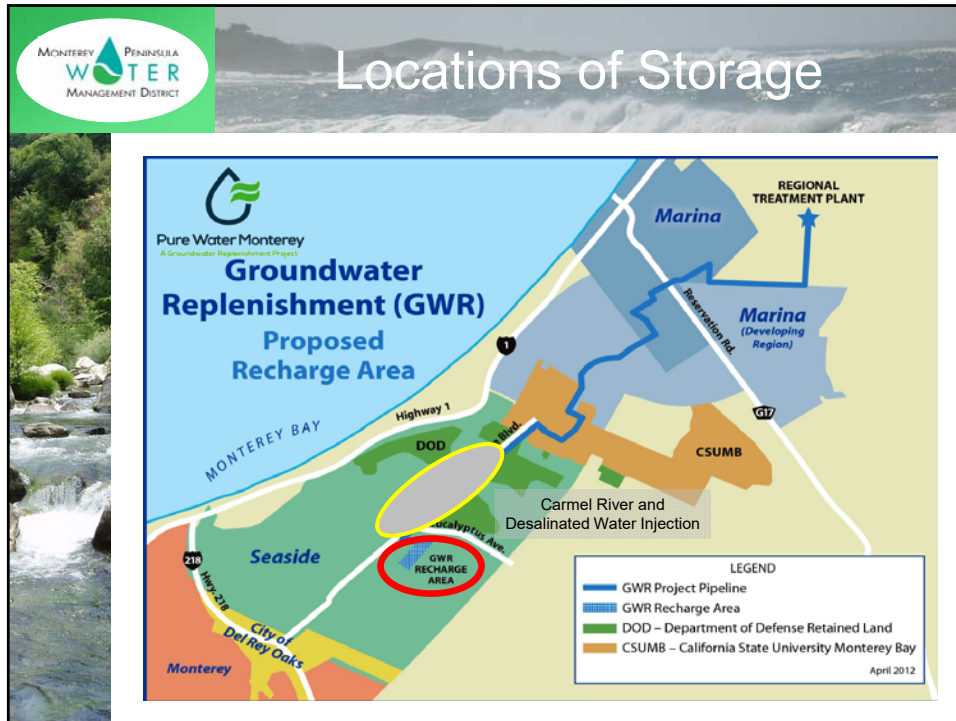 MONTEREY PENINSULA
WATER
MANAGEMENT DISTRICT
Locations of Storage
Pure Water Monterey
A Groundwater Replenishment Project
Groundwater
Replenishment (GWR)
Proposed
Recharge Area
REGIONAL
TREATMENT PLANT
Marina
Marina
(Developing
Region)
Reservation Rd.
1
Highway 1
MONTEREY BAY
DOD
Blvd.
G17
CSUMB
Carmel River and
Desalinated Water Injection
Eucalyptus Ave.
GWR
RECHARGE
AREA
Seaside
218
Hwy-218
City of
Del Rey Oaks
Monterey
LEGEND
GWR Project Pipeline
GWR Recharge Area
DOD – Department of Defense Retained Land
CSUMB – California State University Monterey Bay
April 2012